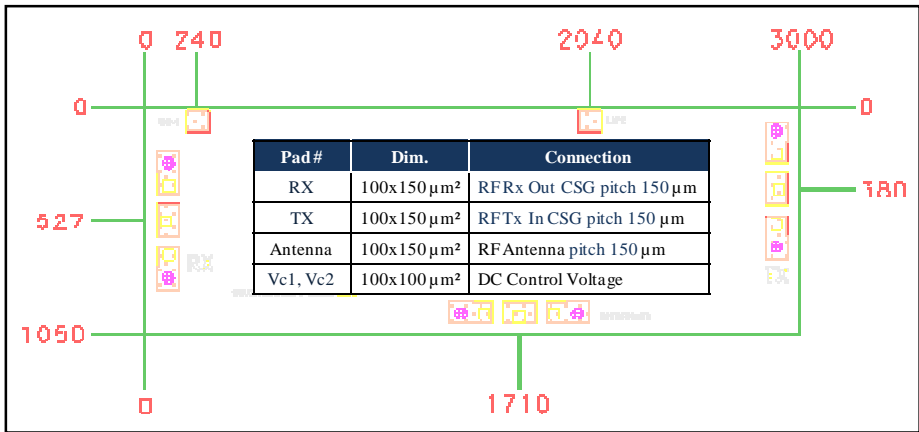 0 240 2040 3000
0 0
Pad # Dim. Connection
RX 100x150 µm² RF Rx Out CSG pitch 150 µm
TX 100x150 µm² RF Tx In CSG pitch 150 µm
Antenna 100x150 µm² RF Antenna pitch 150 µm
Vc1, Vc2 100x100 µm² DC Control Voltage
380
527
RX TX
1050
0 1710